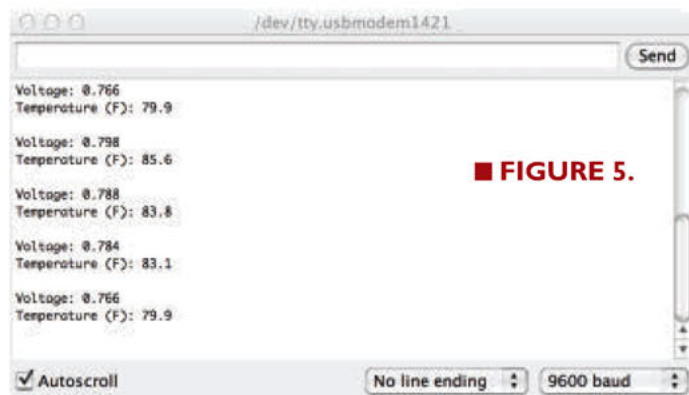 /dev/tty.usbmodem1421
Send
Voltage: 0.766
Temperature (F): 79.9
Voltage: 0.798
Temperature (F): 85.6
■ FIGURE 5.
Voltage: 0.788
Temperature (F): 83.8
Voltage: 0.784
Temperature (F): 83.1
Voltage: 0.766
Temperature (F): 79.9
Autoscroll
No line ending
9600 baud